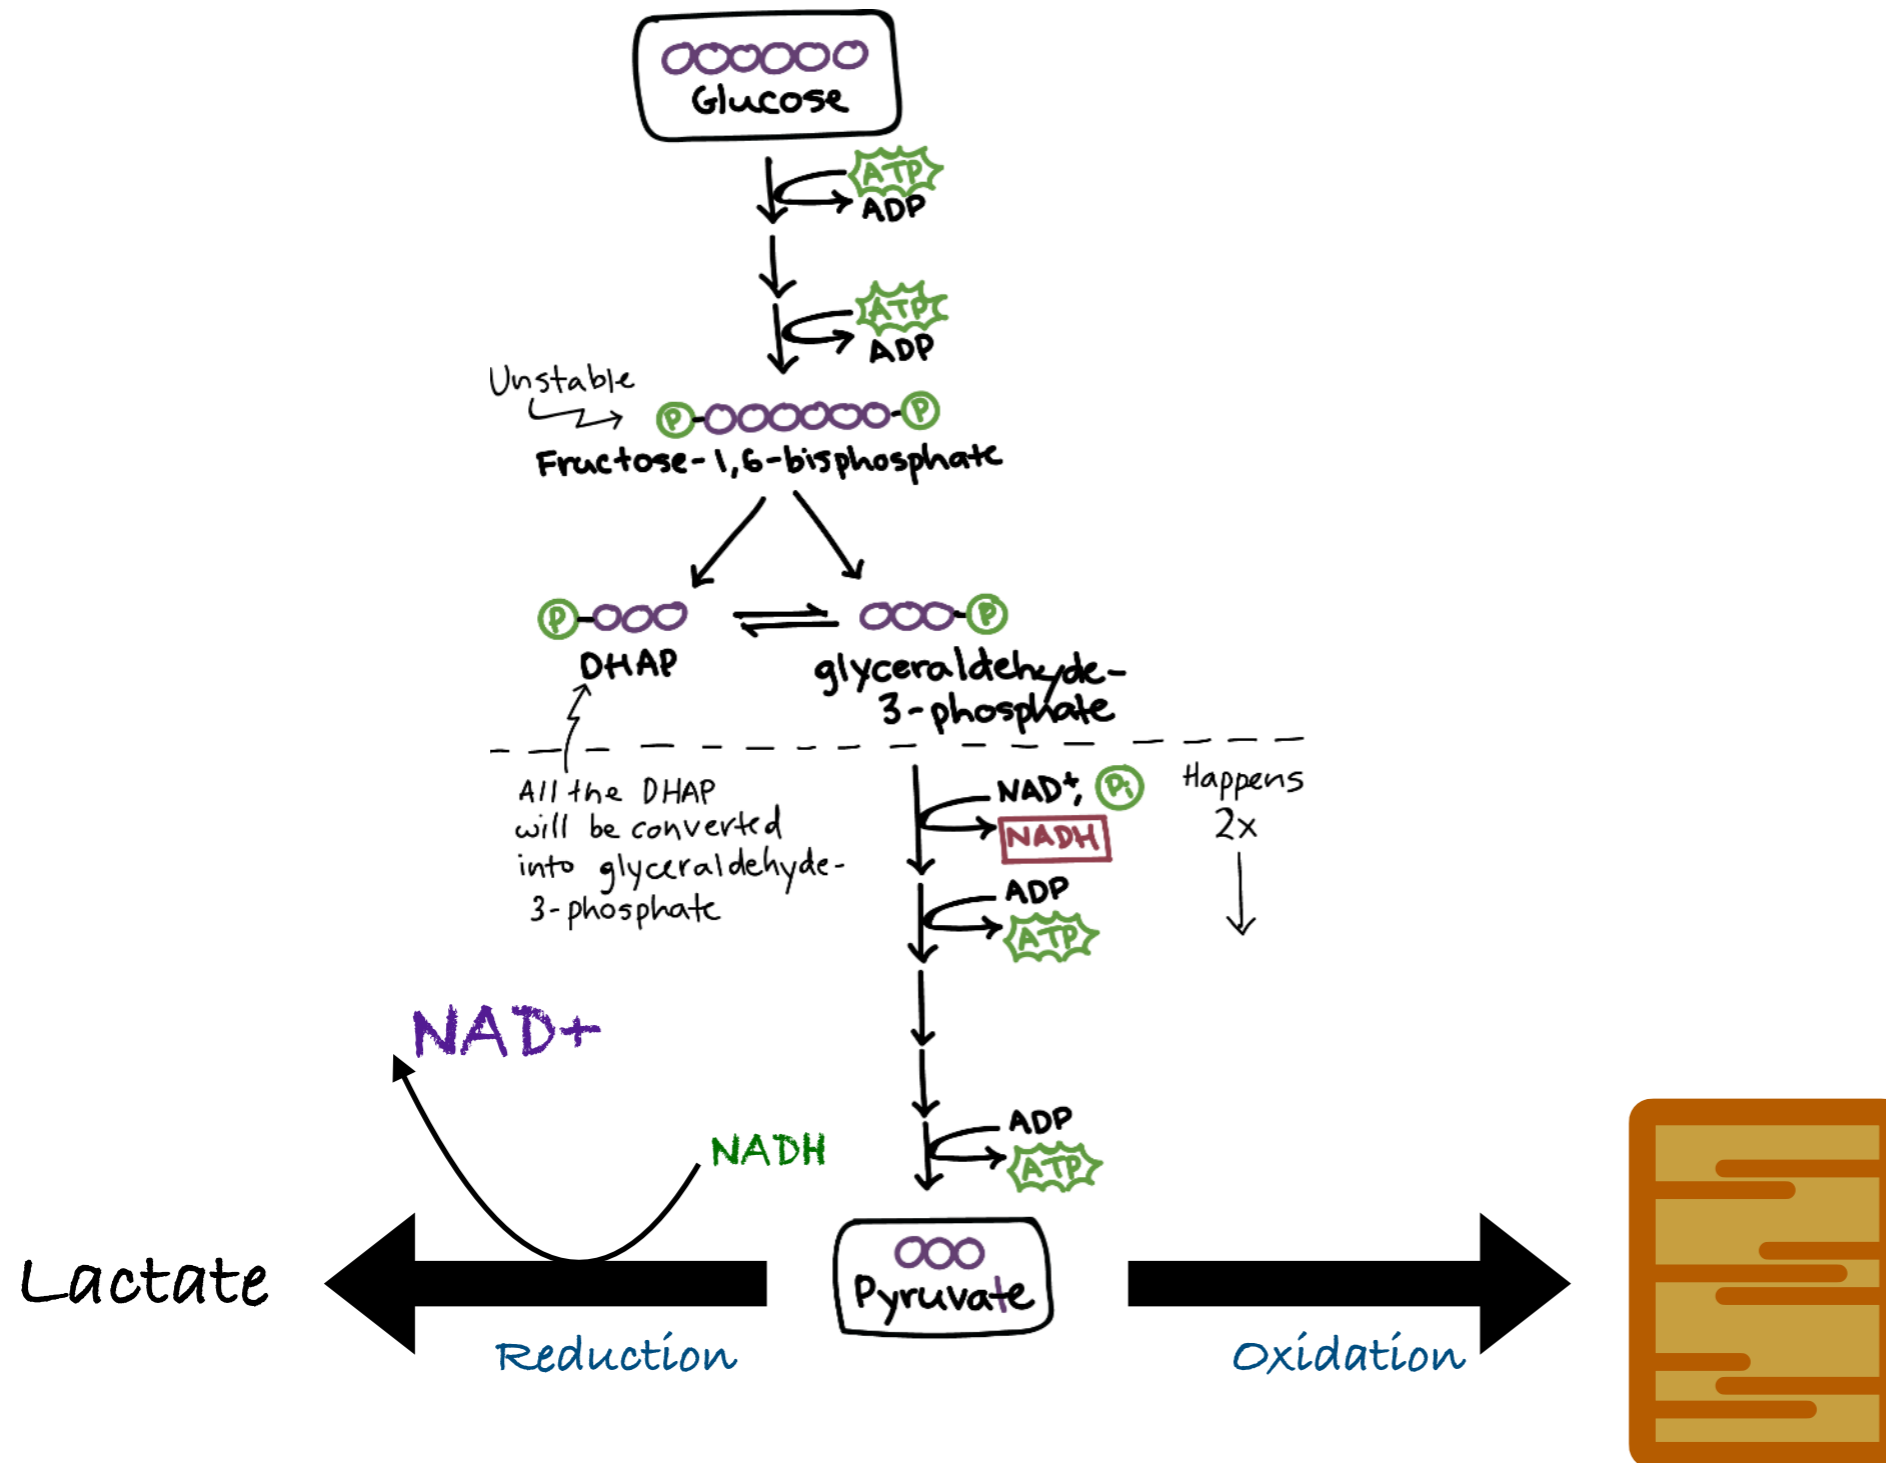 Glucose
ATP
ADP
ATP
ADP
Unstable
P
P
Fructose-1,6-bisphosphate
P
P
DHAP
glyceraldehyde-
3-phosphate
All the DHAP
will be converted
into glyceraldehyde-
3-phosphate
NAD+, Pi
NADH
Happens
2x
ADP
ATP
NAD+
NADH
ADP
ATP
Pyruvate
Lactate
Reduction
Oxidation